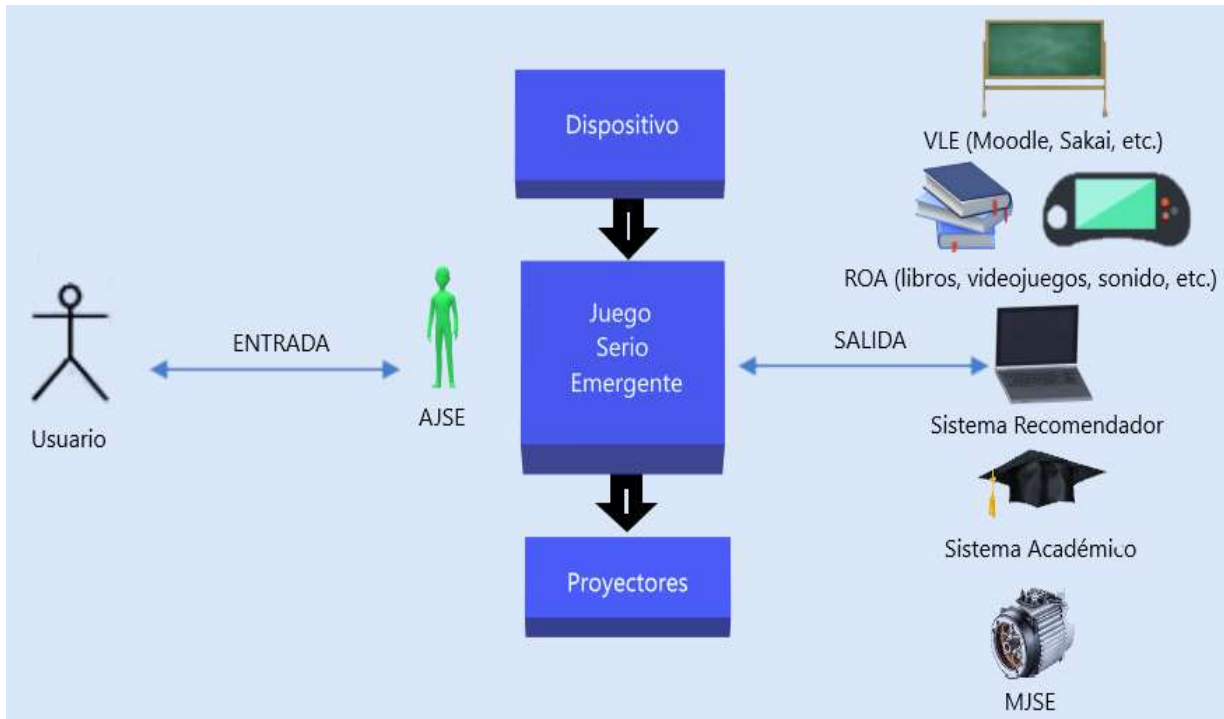 Dispositivo
VLE (Moodle, Sakai, etc.)
ROA (libros, videojuegos, sonido, etc.)
Juego
Serio
Emergente
ENTRADA
SALIDA
AJSE
Usuario
Sistema Recomendador
Sistema Académico
Proyectores
MJSE